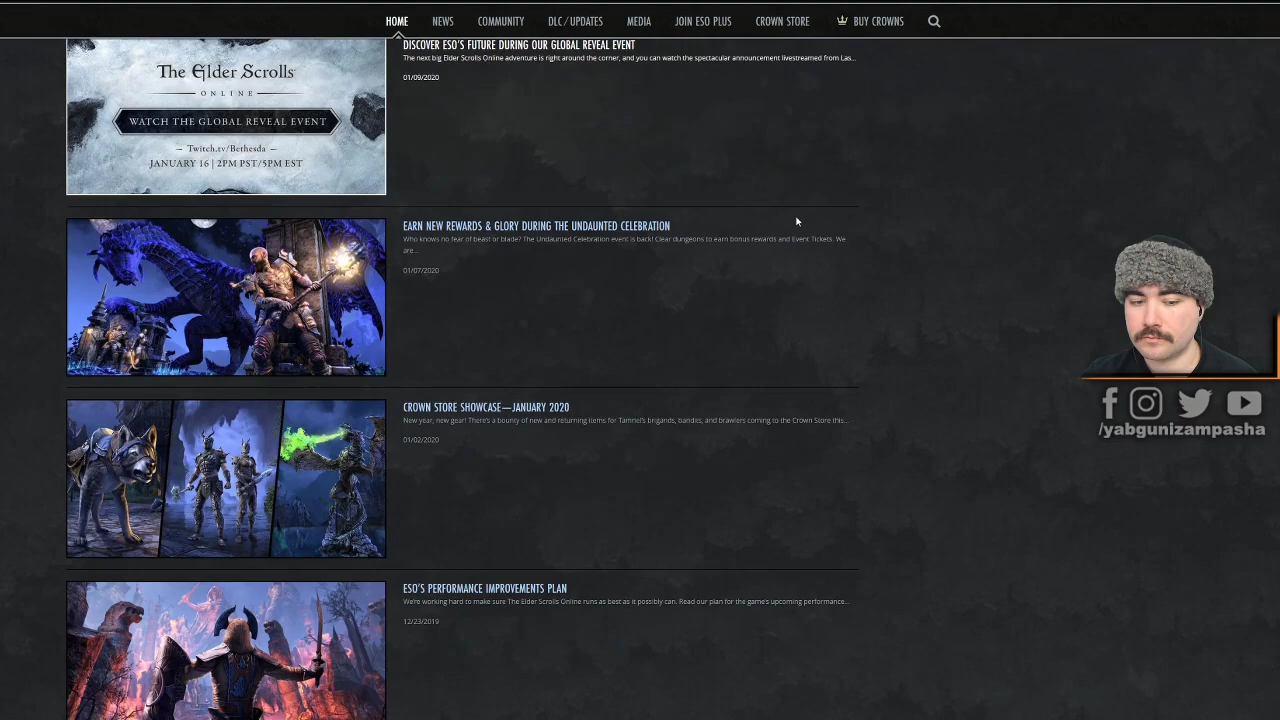 HOME NEWS COMMUNITY DLC/UPDATES MEDIA JOIN ESO PLUS CROWN STORE BUY CROWNS
The Elder Scrolls
ONLINE
WATCH THE GLOBAL REVEAL EVENT
— Twitch.tv/Bethesda —
JANUARY 16 | 2PM PST/5PM EST
DISCOVER ESO'S FUTURE DURING OUR GLOBAL REVEAL EVENT
The next big Elder Scrolls Online adventure is right around the corner, and you can watch the spectacular announcement livestreamed from Las...
01/09/2020
EARN NEW REWARDS & GLORY DURING THE UNDAUNTED CELEBRATION
Who knows no fear of beast or blade? The Undaunted Celebration event is back! Clear dungeons to earn bonus rewards and Event Tickets. We
are...
01/07/2020
CROWN STORE SHOWCASE—JANUARY 2020
New year, new gear! There's a bounty of new and returning items for Tamriel's brigands, bandits, and brawlers coming to the Crown Store this...
01/02/2020
ESO'S PERFORMANCE IMPROVEMENTS PLAN
We're working hard to make sure The Elder Scrolls Online runs as best as it possibly can. Read our plan for the game's upcoming performance...
12/23/2019
/yabgunizampasha